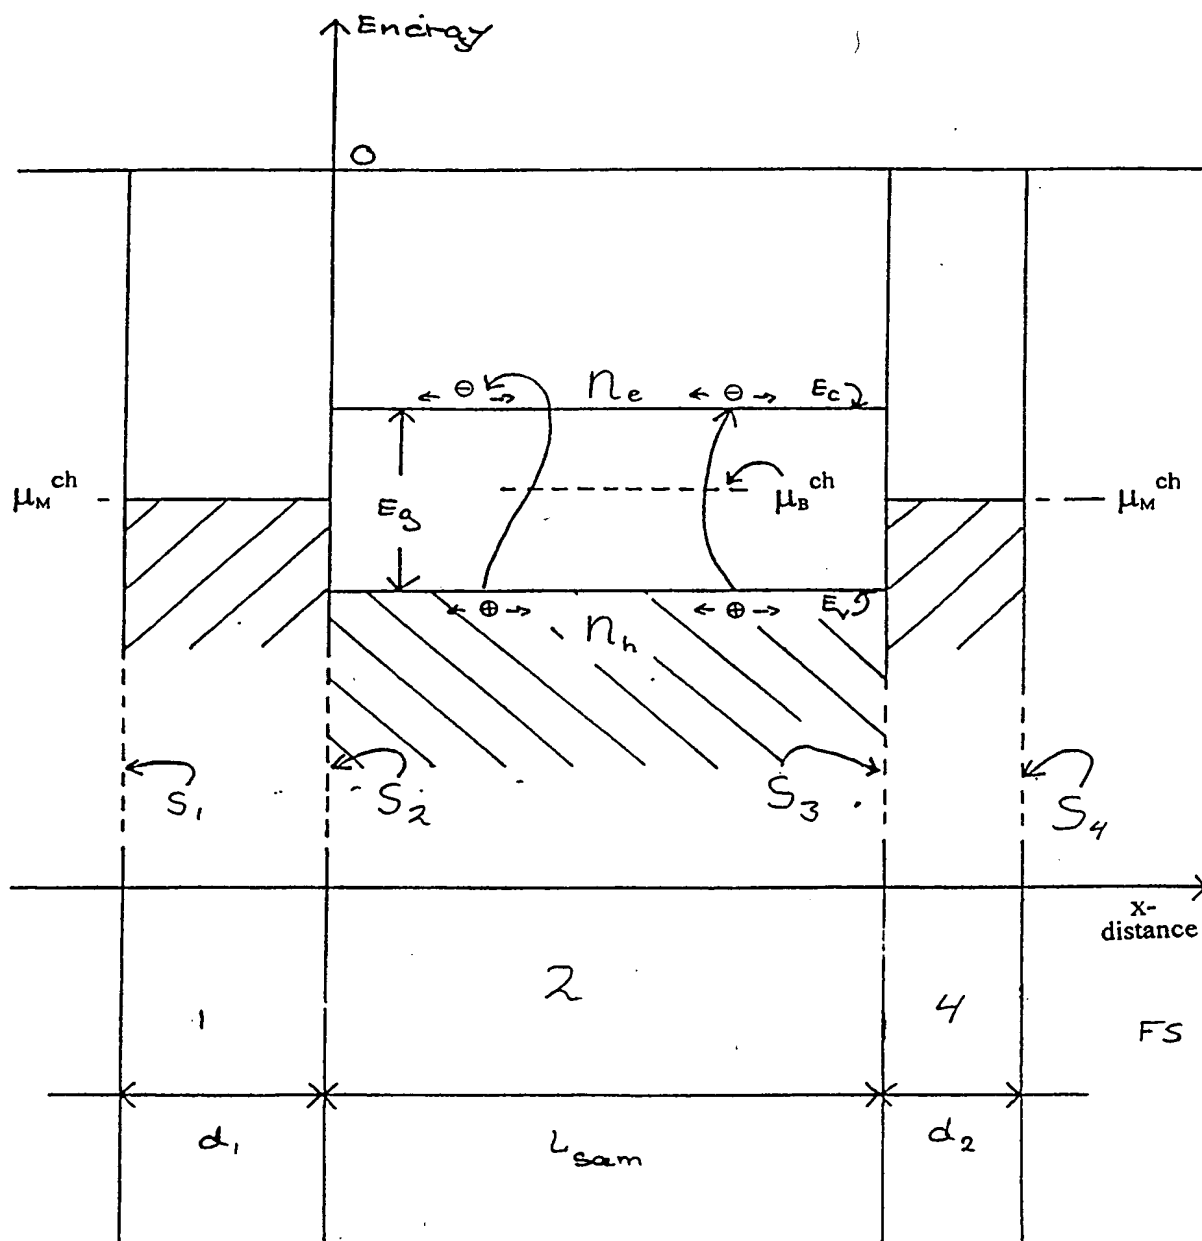 Energy
O
⊖ n_e ⊖ E_c
μ_M^ch E_g μ_B^ch μ_M^ch
⊕ n_h ⊕ E_v
S_1 S_2 S_3 S_4
x-
distance
1 2 4 FS
d_1 L_sam d_2